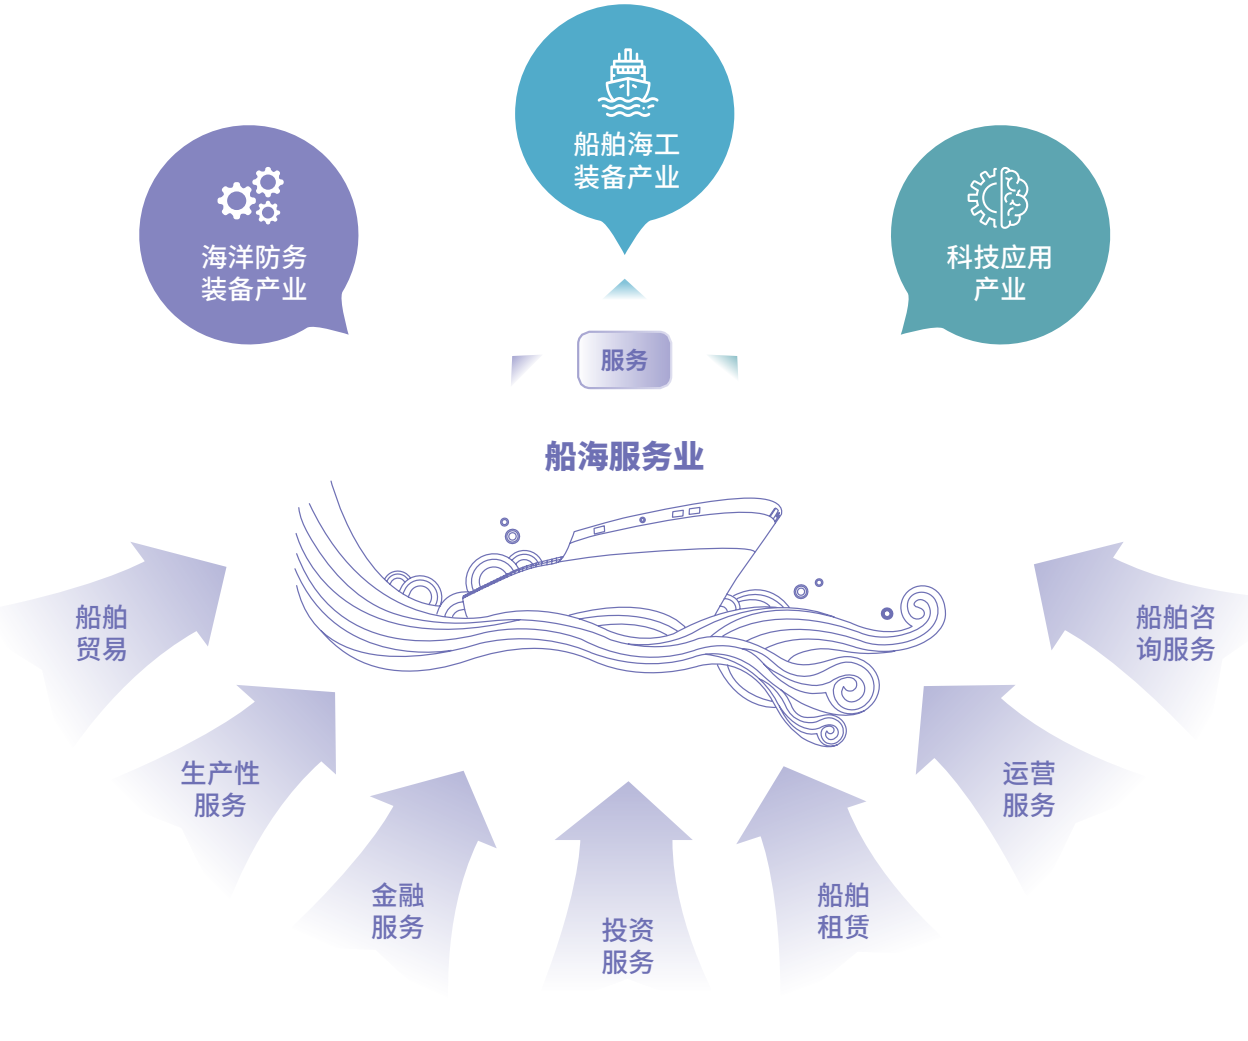 船舶海工
装备产业
海洋防务
装备产业
科技应用
产业
服务
船海服务业
船舶
贸易
船舶咨
询服务
生产性
服务
运营
服务
金融
服务
船舶
租赁
投资
服务